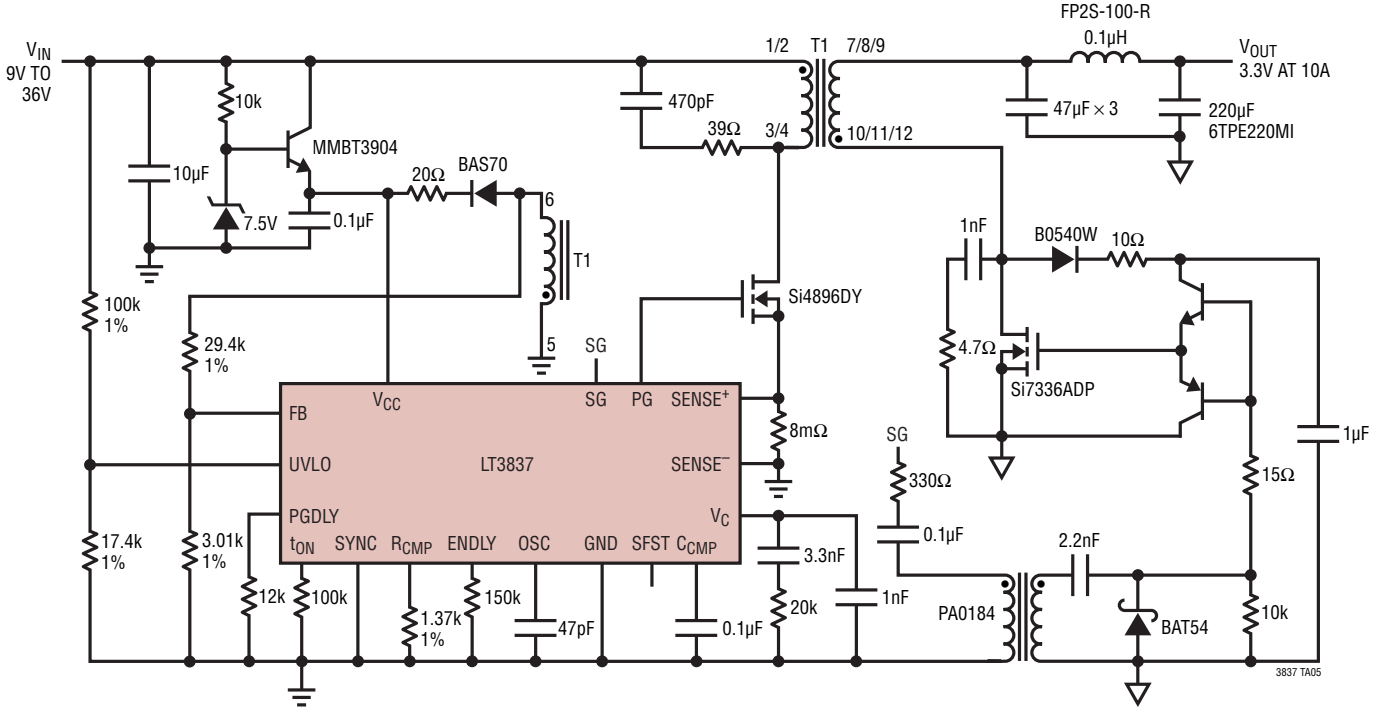 FP2S-100-R
0.1µH
VIN
9V TO
36V
1/2
T1
7/8/9
VOUT
3.3V AT 10A
10k
470pF
47µF × 3
220µF
6TPE220MI
39Ω
3/4
10/11/12
MMBT3904
10µF
20Ω
BAS70
6
7.5V
0.1µF
T1
1nF
B0540W
10Ω
Si4896DY
100k
1%
29.4k
1%
5
SG
4.7Ω
Si7336ADP
VCC
SG
PG
SENSE+
FB
8mΩ
SG
1µF
UVLO
LT3837
SENSE–
330Ω
15Ω
PGDLY
VC
17.4k
1%
3.01k
1%
tON
SYNC
RCMP
ENDLY
OSC
GND
SFST
CCMP
3.3nF
0.1µF
2.2nF
12k
100k
1.37k
1%
150k
47pF
0.1µF
20k
1nF
PA0184
BAT54
10k
3837 TA05